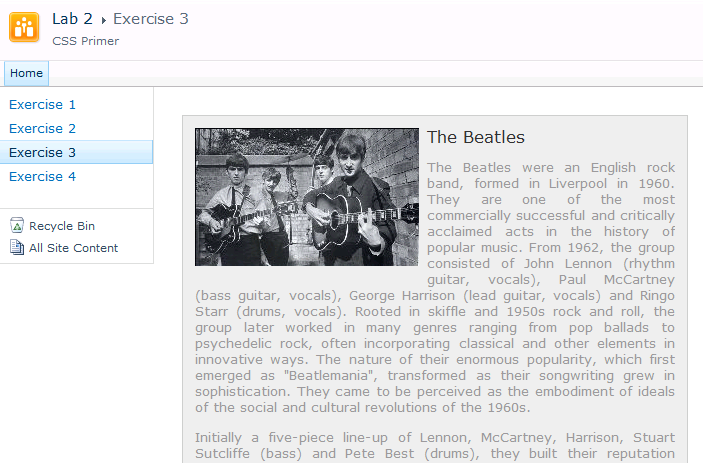 Lab 2 ▸ Exercise 3
CSS Primer
Home
Exercise 1
Exercise 2
Exercise 3
Exercise 4
Recycle Bin
All Site Content
The Beatles
The Beatles were an English rock
band, formed in Liverpool in 1960.
They are one of the most
commercially successful and critically
acclaimed acts in the history of
popular music. From 1962, the group
consisted of John Lennon (rhythm
guitar, vocals), Paul McCartney
(bass guitar, vocals), George Harrison (lead guitar, vocals) and Ringo
Starr (drums, vocals). Rooted in skiffle and 1950s rock and roll, the
group later worked in many genres ranging from pop ballads to
psychedelic rock, often incorporating classical and other elements in
innovative ways. The nature of their enormous popularity, which first
emerged as "Beatlemania", transformed as their songwriting grew in
sophistication. They came to be perceived as the embodiment of ideals
of the social and cultural revolutions of the 1960s.
Initially a five-piece line-up of Lennon, McCartney, Harrison, Stuart
Sutcliffe (bass) and Pete Best (drums), they built their reputation